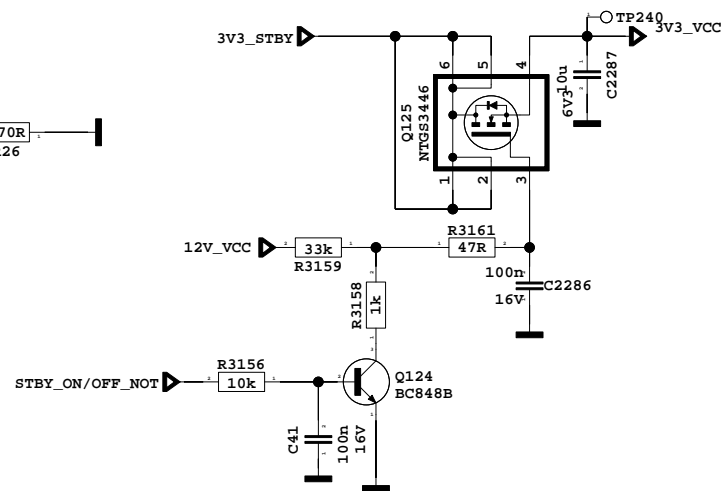 TP240
3V3_STBY
3V3_VCC
6
5
4
10u
6V3
C2287
Q125
NTGS3446
70R
1
2
3
R3161
12V_VCC
33k
47R
R3159
100n
C2286
16V
R3158
1k
R3156
Q124
STBY_ON/OFF_NOT
10k
BC848B
C41
100n
16V